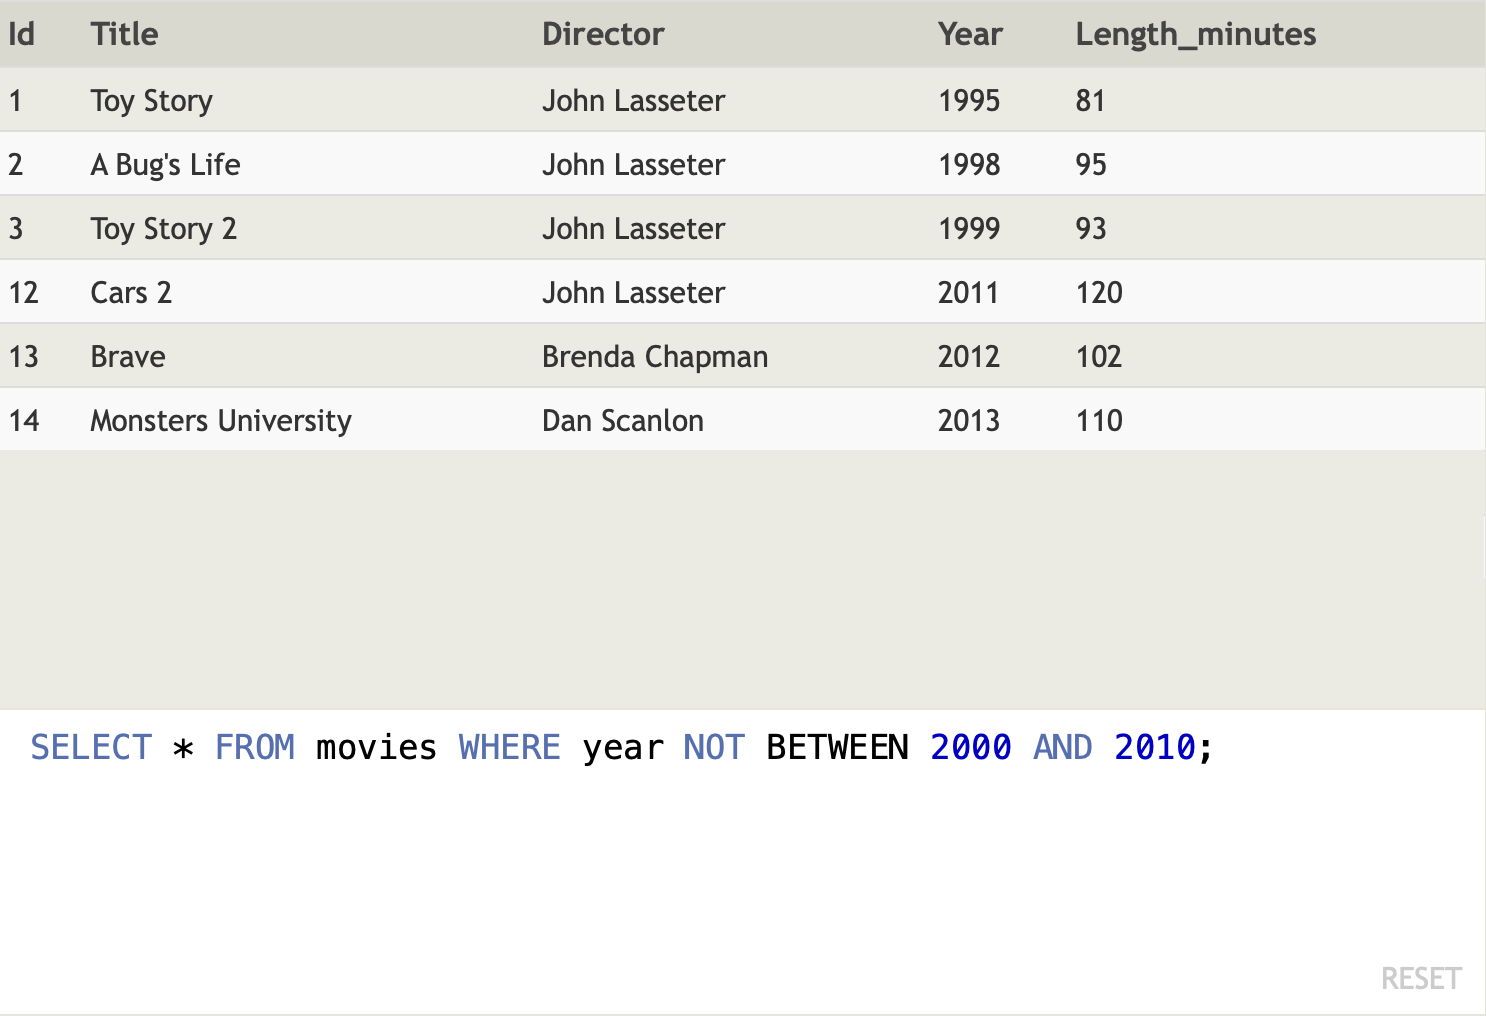 Id Title Director Year Length_minutes
1 Toy Story John Lasseter 1995 81
2 A Bug's Life John Lasseter 1998 95
3 Toy Story 2 John Lasseter 1999 93
12 Cars 2 John Lasseter 2011 120
13 Brave Brenda Chapman 2012 102
14 Monsters University Dan Scanlon 2013 110
SELECT * FROM movies WHERE year NOT BETWEEN 2000 AND 2010;
RESET